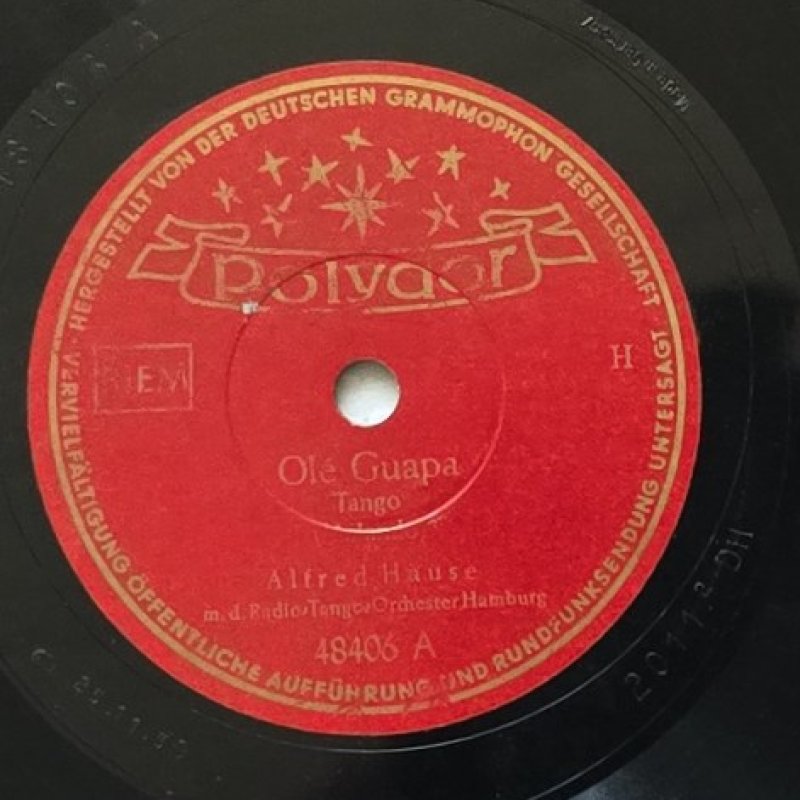 HERGESTELLT VON DER DEUTSCHEN GRAMMOPHON GESELLSCHAFT ·
VERVIELFÄLTIGUNG ÖFFENTLICHE AUFFÜHRUNG UND RUNDFUNKSENDUNG UNTERSAGT
Polydor
BIEM
H
Olé Guapa
Tango
Alfred Hause
m. d. Radio-Tango-Orchester Hamburg
48406 A